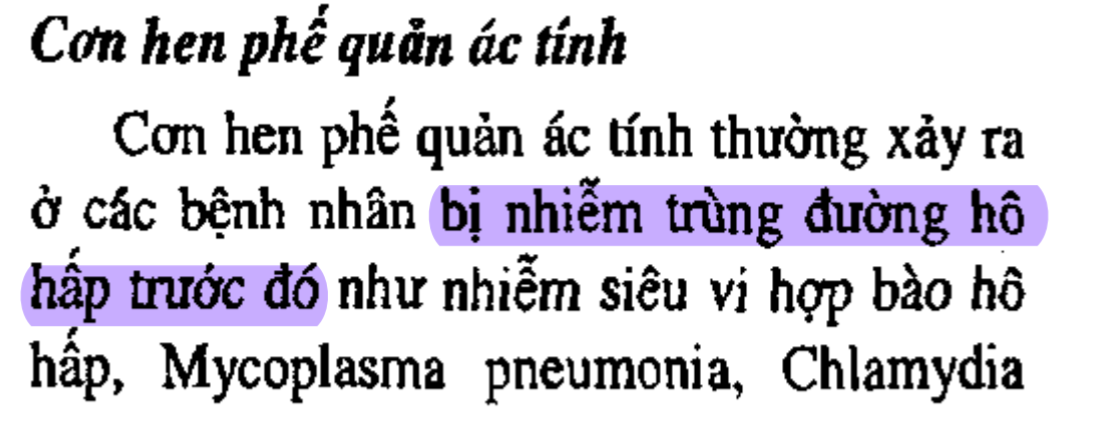 Cơn hen phế quản ác tính
Cơn hen phế quản ác tính thường xảy ra
ở các bệnh nhân bị nhiễm trùng đường hô
hấp trước đó như nhiễm siêu vi hợp bào hô
hấp, Mycoplasma pneumonia, Chlamydia